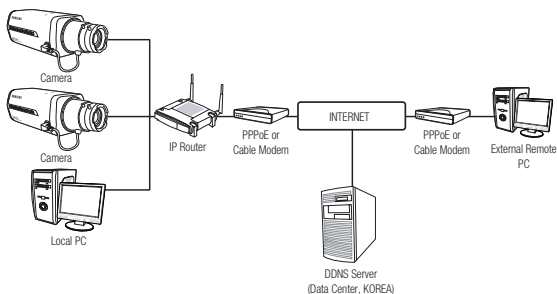 Camera
Camera
Local PC
IP Router
PPPoE or
Cable Modem
INTERNET
PPPoE or
Cable Modem
External Remote
PC
DDNS Server
(Data Center, KOREA)